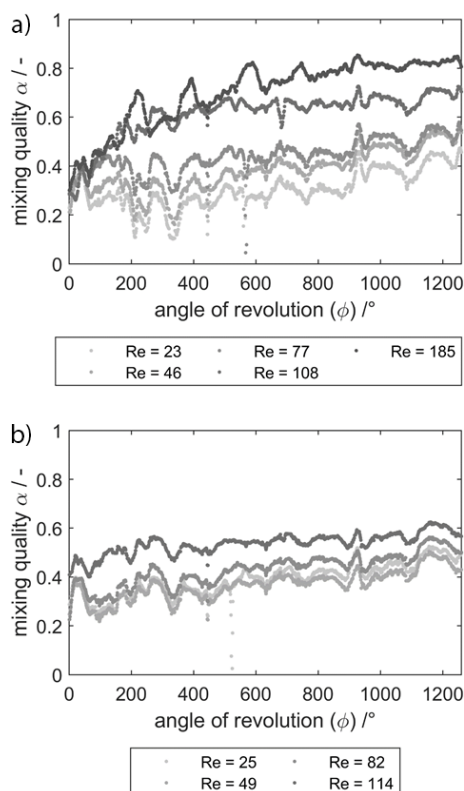 a)
1
0.8
0.6
0.4
0.2
0
mixing quality α / -
0 200 400 600 800 1000 1200
angle of revolution (ϕ) /°
Re = 23 Re = 77 Re = 185
Re = 46 Re = 108
b)
1
0.8
0.6
0.4
0.2
0
mixing quality α / -
0 200 400 600 800 1000 1200
angle of revolution (ϕ) /°
Re = 25 Re = 82
Re = 49 Re = 114